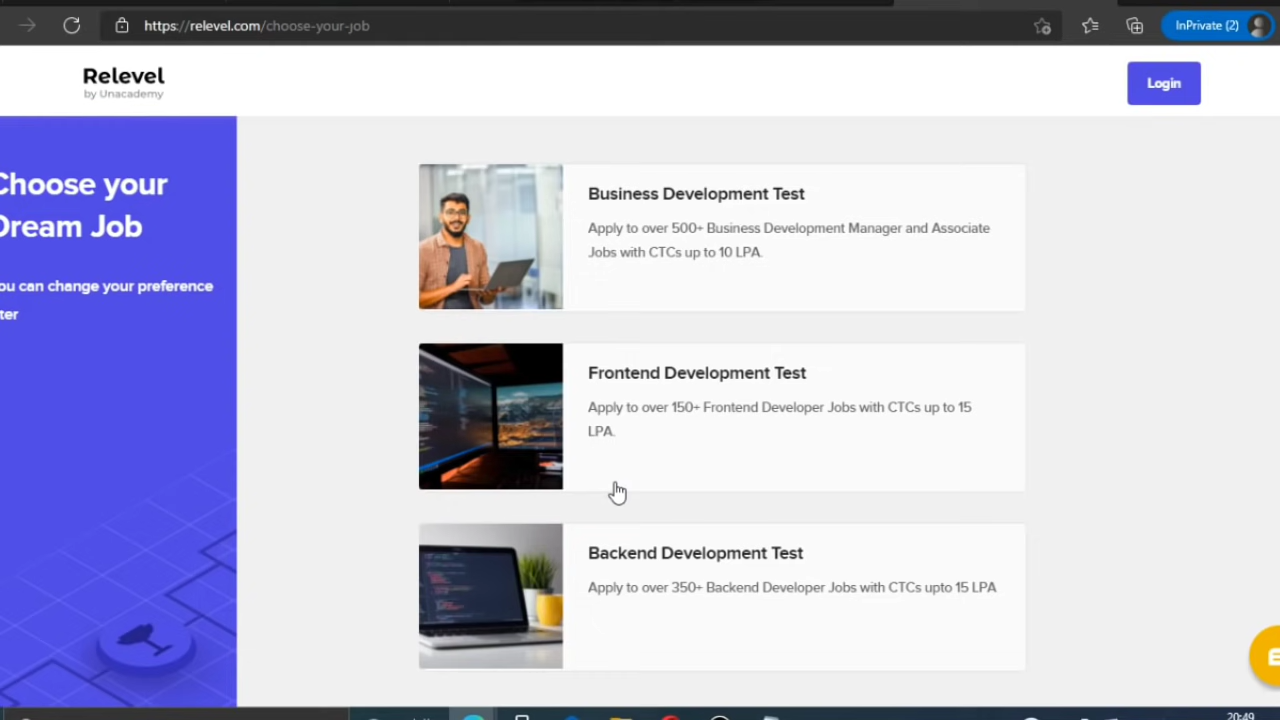 https://relevel.com/choose-your-job
InPrivate (2)
Relevel
by Unacademy
Login
Choose your
Dream Job
ou can change your preference
ter
Business Development Test
Apply to over 500+ Business Development Manager and Associate
Jobs with CTCs up to 10 LPA.
Frontend Development Test
Apply to over 150+ Frontend Developer Jobs with CTCs up to 15
LPA.
Backend Development Test
Apply to over 350+ Backend Developer Jobs with CTCs upto 15 LPA
20:49